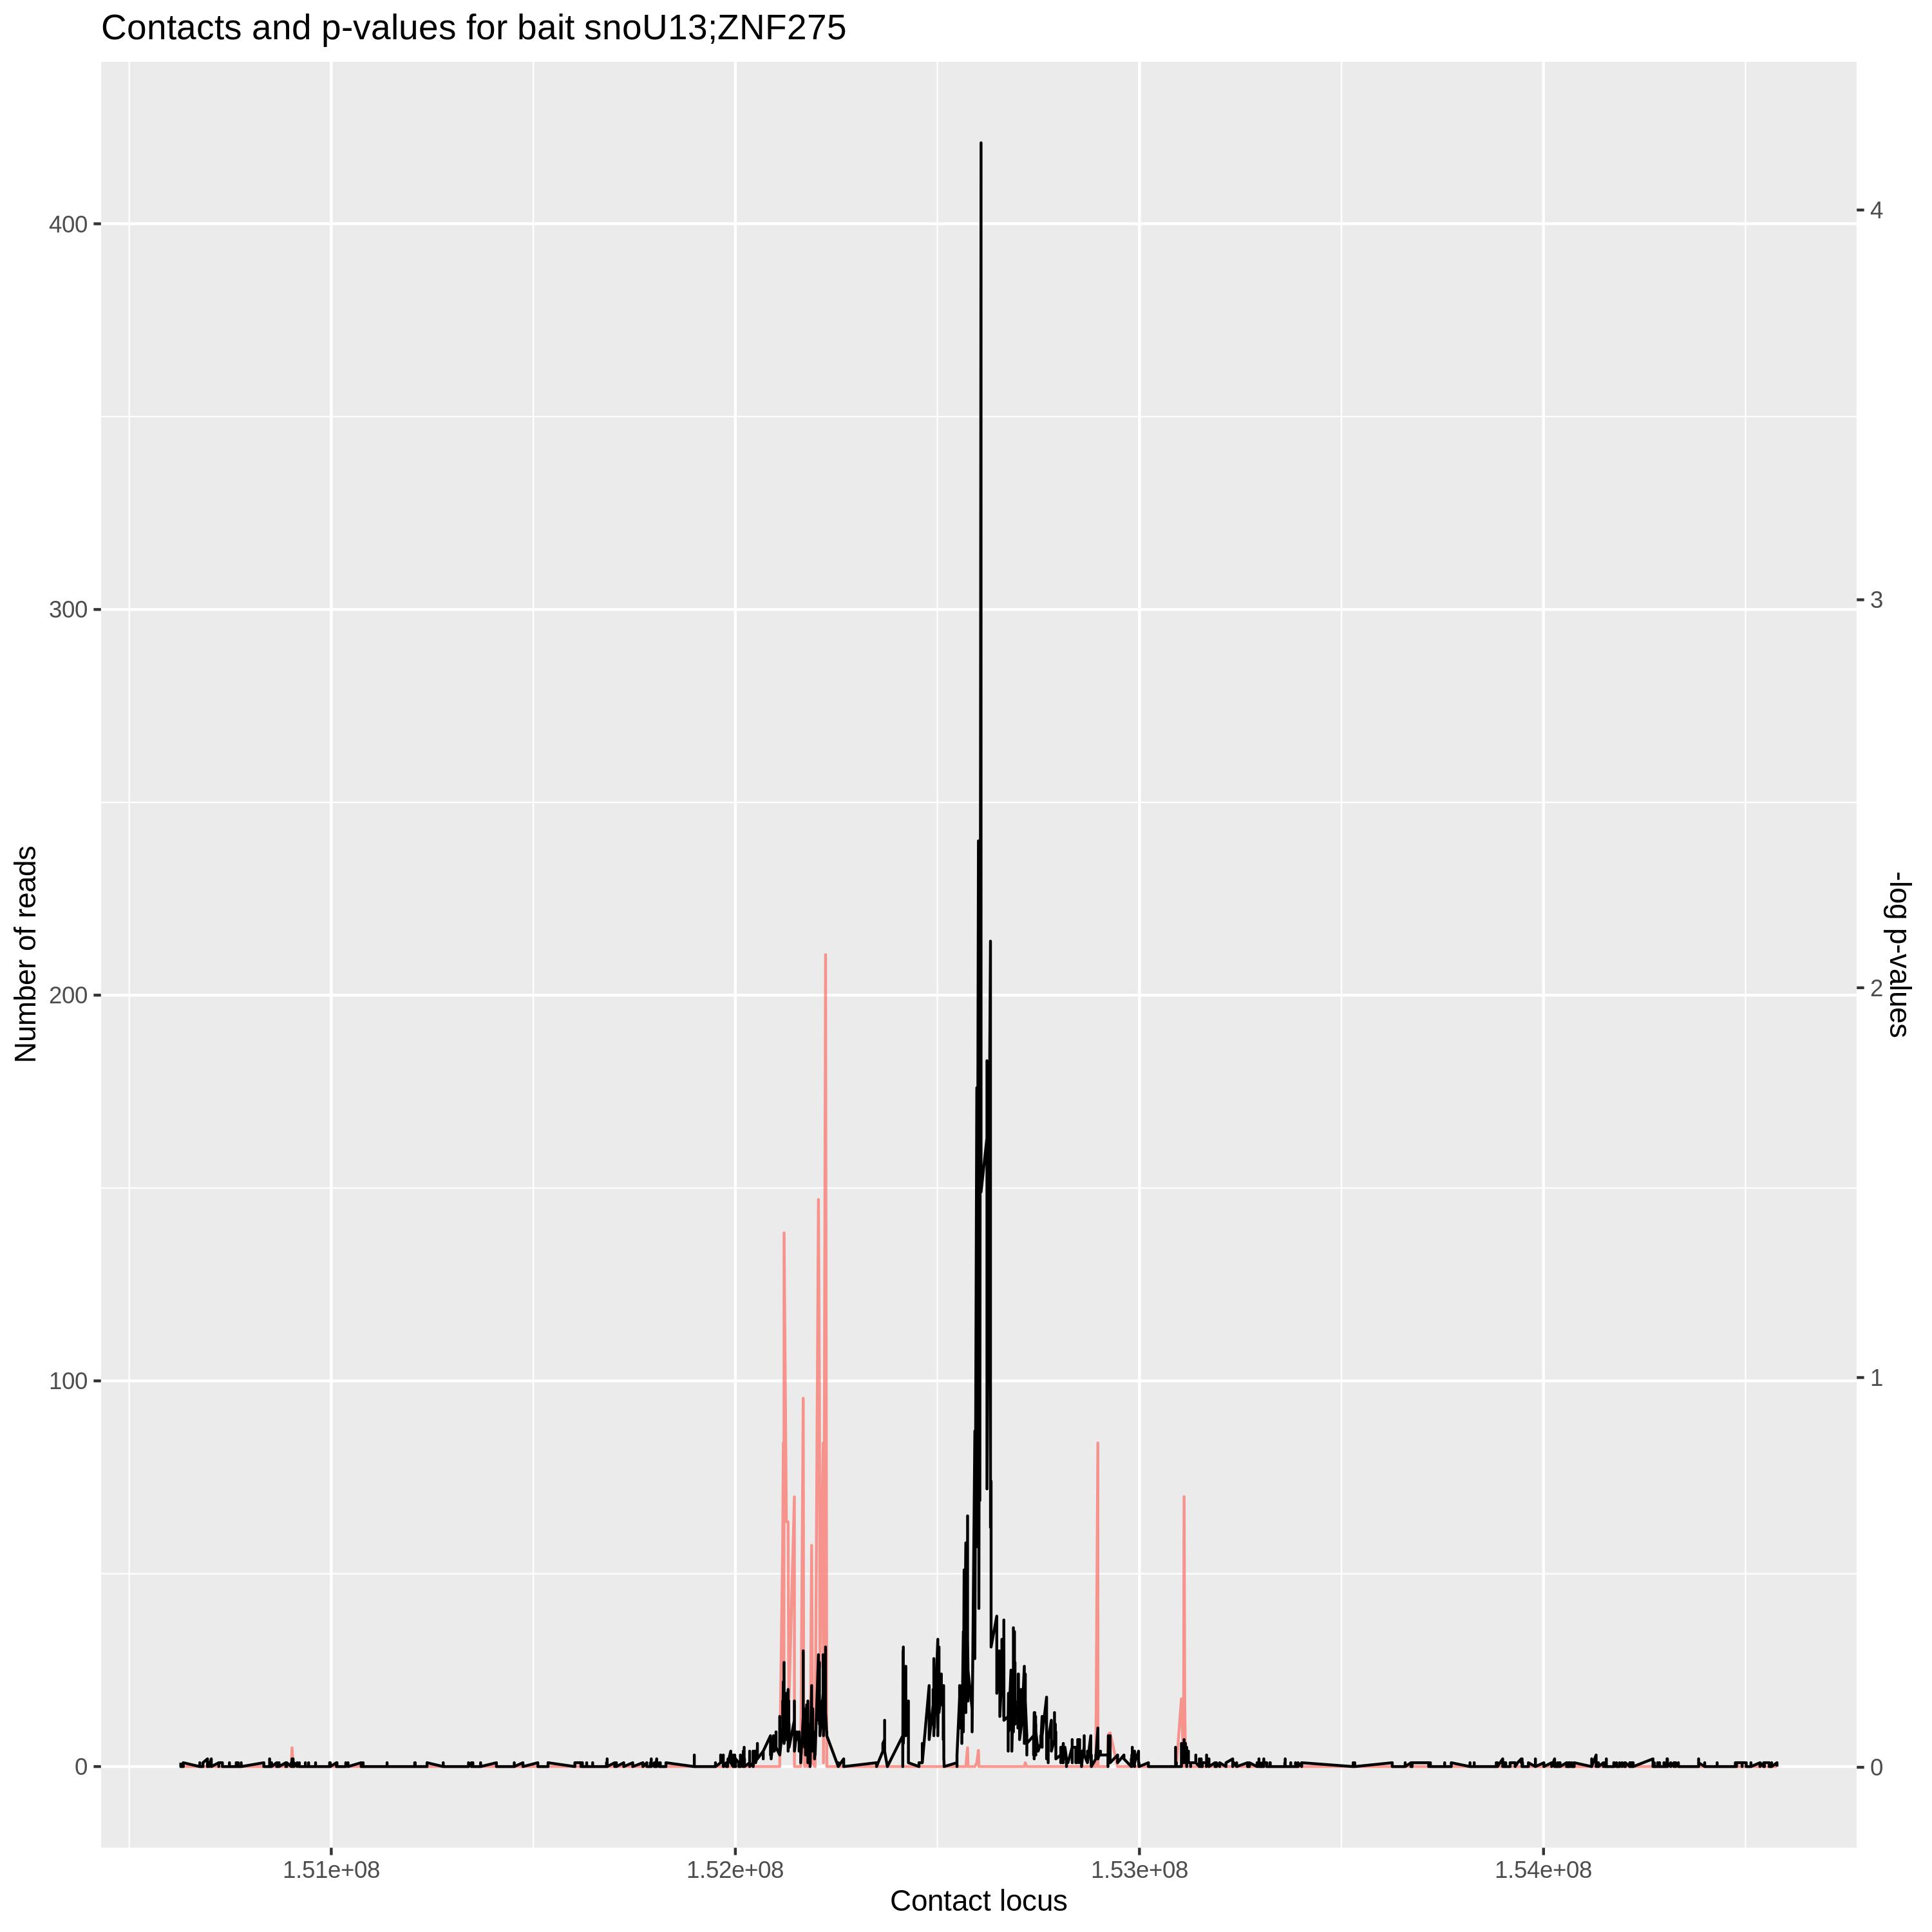 Contacts and p-values for bait snoU13;ZNF275
Number of reads
400
300
200
100
0
4
3
2
1
0
-log p-values
1.51e+08
1.52e+08
1.53e+08
1.54e+08
Contact locus